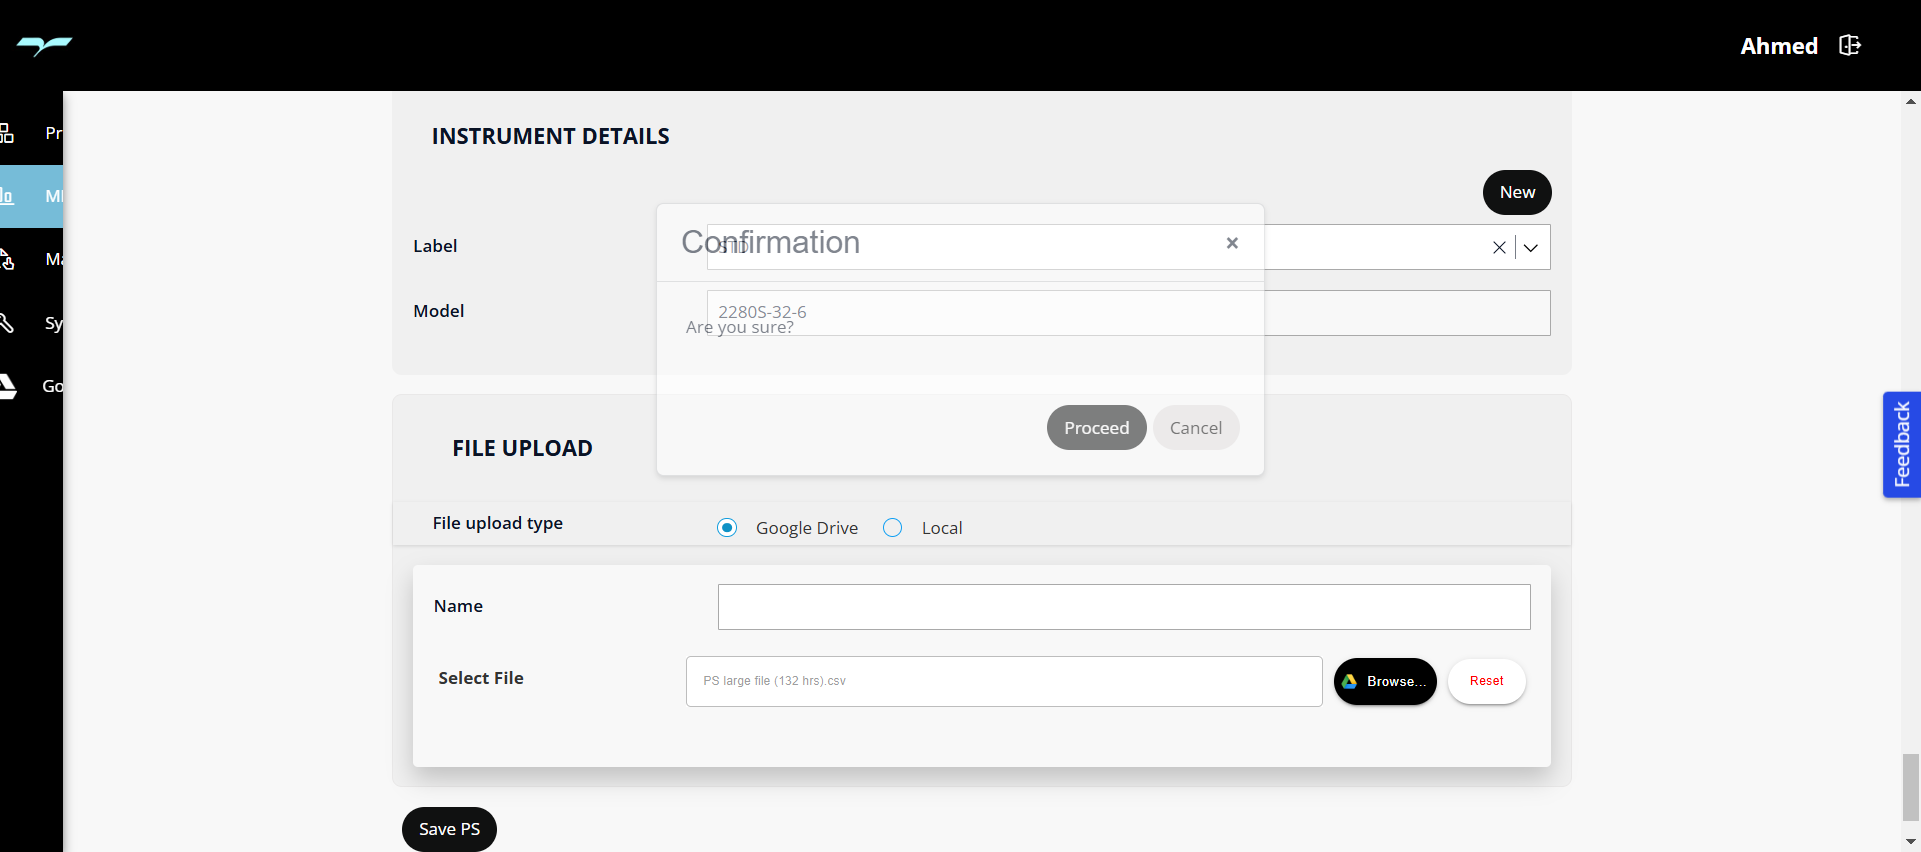 Ahmed
Pr
MI
Ma
Sy
Go
INSTRUMENT DETAILS
New
Label
STD
Confirmation
×
Model
2280S-32-6
Are you sure?
Proceed
Cancel
FILE UPLOAD
Feedback
File upload type
Google Drive
Local
Name
Select File
PS large file (132 hrs).csv
Browse...
Reset
Save PS